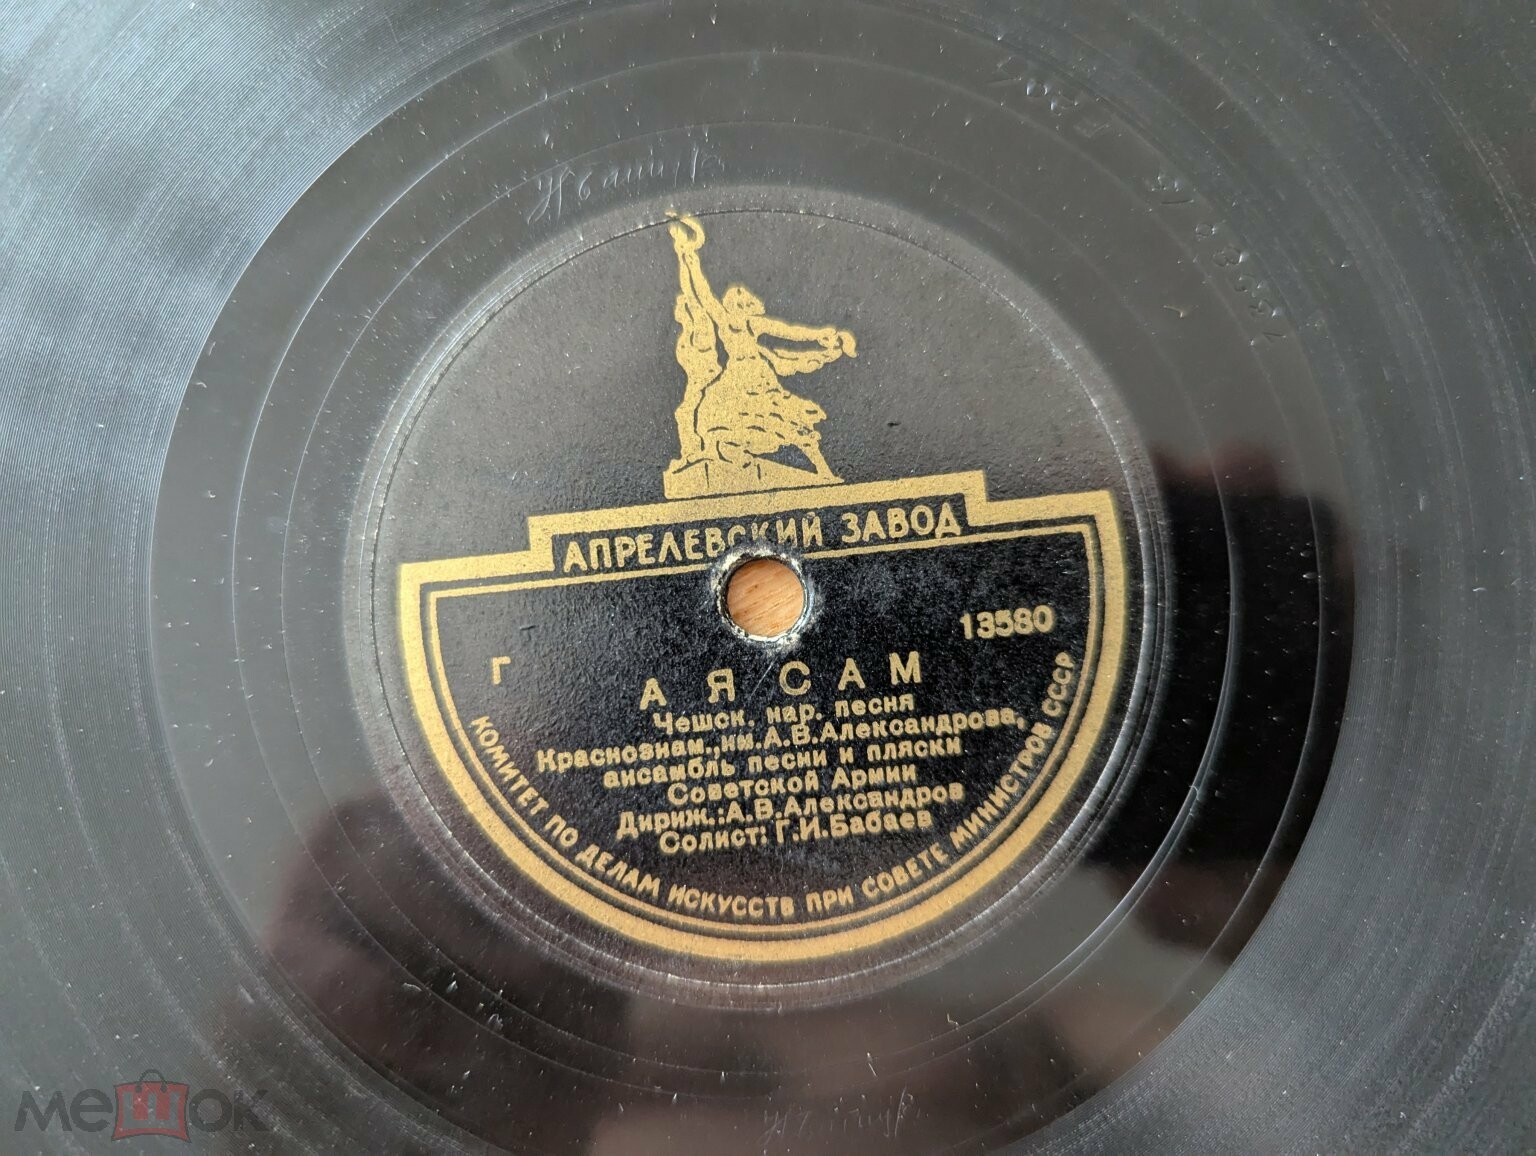 АПРЕЛЕВСКИЙ ЗАВОД
13580
Г
А Я САМ
Чешск. нар. песня
Краснознам., им. А.В.Александрова,
ансамбль песни и пляски
Советской Армии
Дириж.: А.В.Александров
Солист: Г.И.Бабаев
КОМИТЕТ ПО ДЕЛАМ ИСКУССТВ ПРИ СОВЕТЕ МИНИСТРОВ СССР
мешок